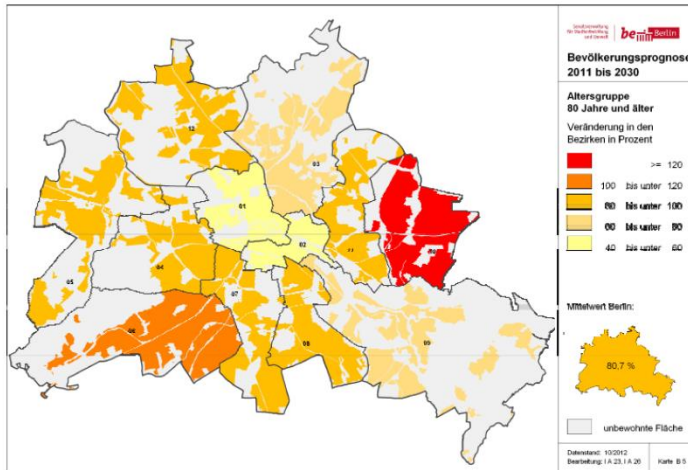 Senatsverwaltung
für Stadtentwicklung
und Umwelt
be Berlin
Bevölkerungsprognose
2011 bis 2030
Altersgruppe
80 Jahre und älter
Veränderung in den
Bezirken in Prozent
>= 120
100 bis unter 120
80 bis unter 100
60 bis unter 80
40 bis unter 60
Mittelwert Berlin:
80,7 %
unbewohnte Fläche
Datenstand: 10/2012
Bearbeitung: I A 23, I A 26 Karte B 5
12
03
01
02
11
05
04
07
08
09